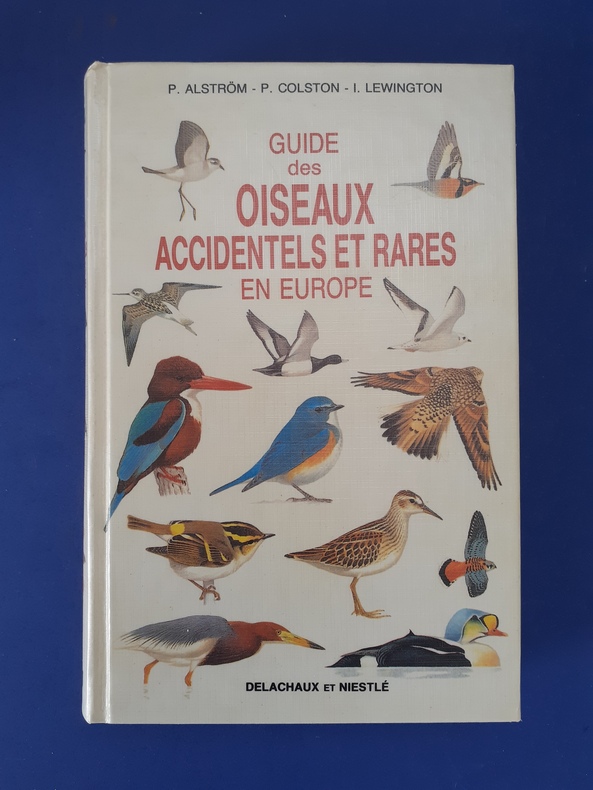 P. ALSTRÖM - P. COLSTON - I. LEWINGTON
GUIDE
des
OISEAUX
ACCIDENTELS ET RARES
EN EUROPE
DELACHAUX ET NIESTLÉ